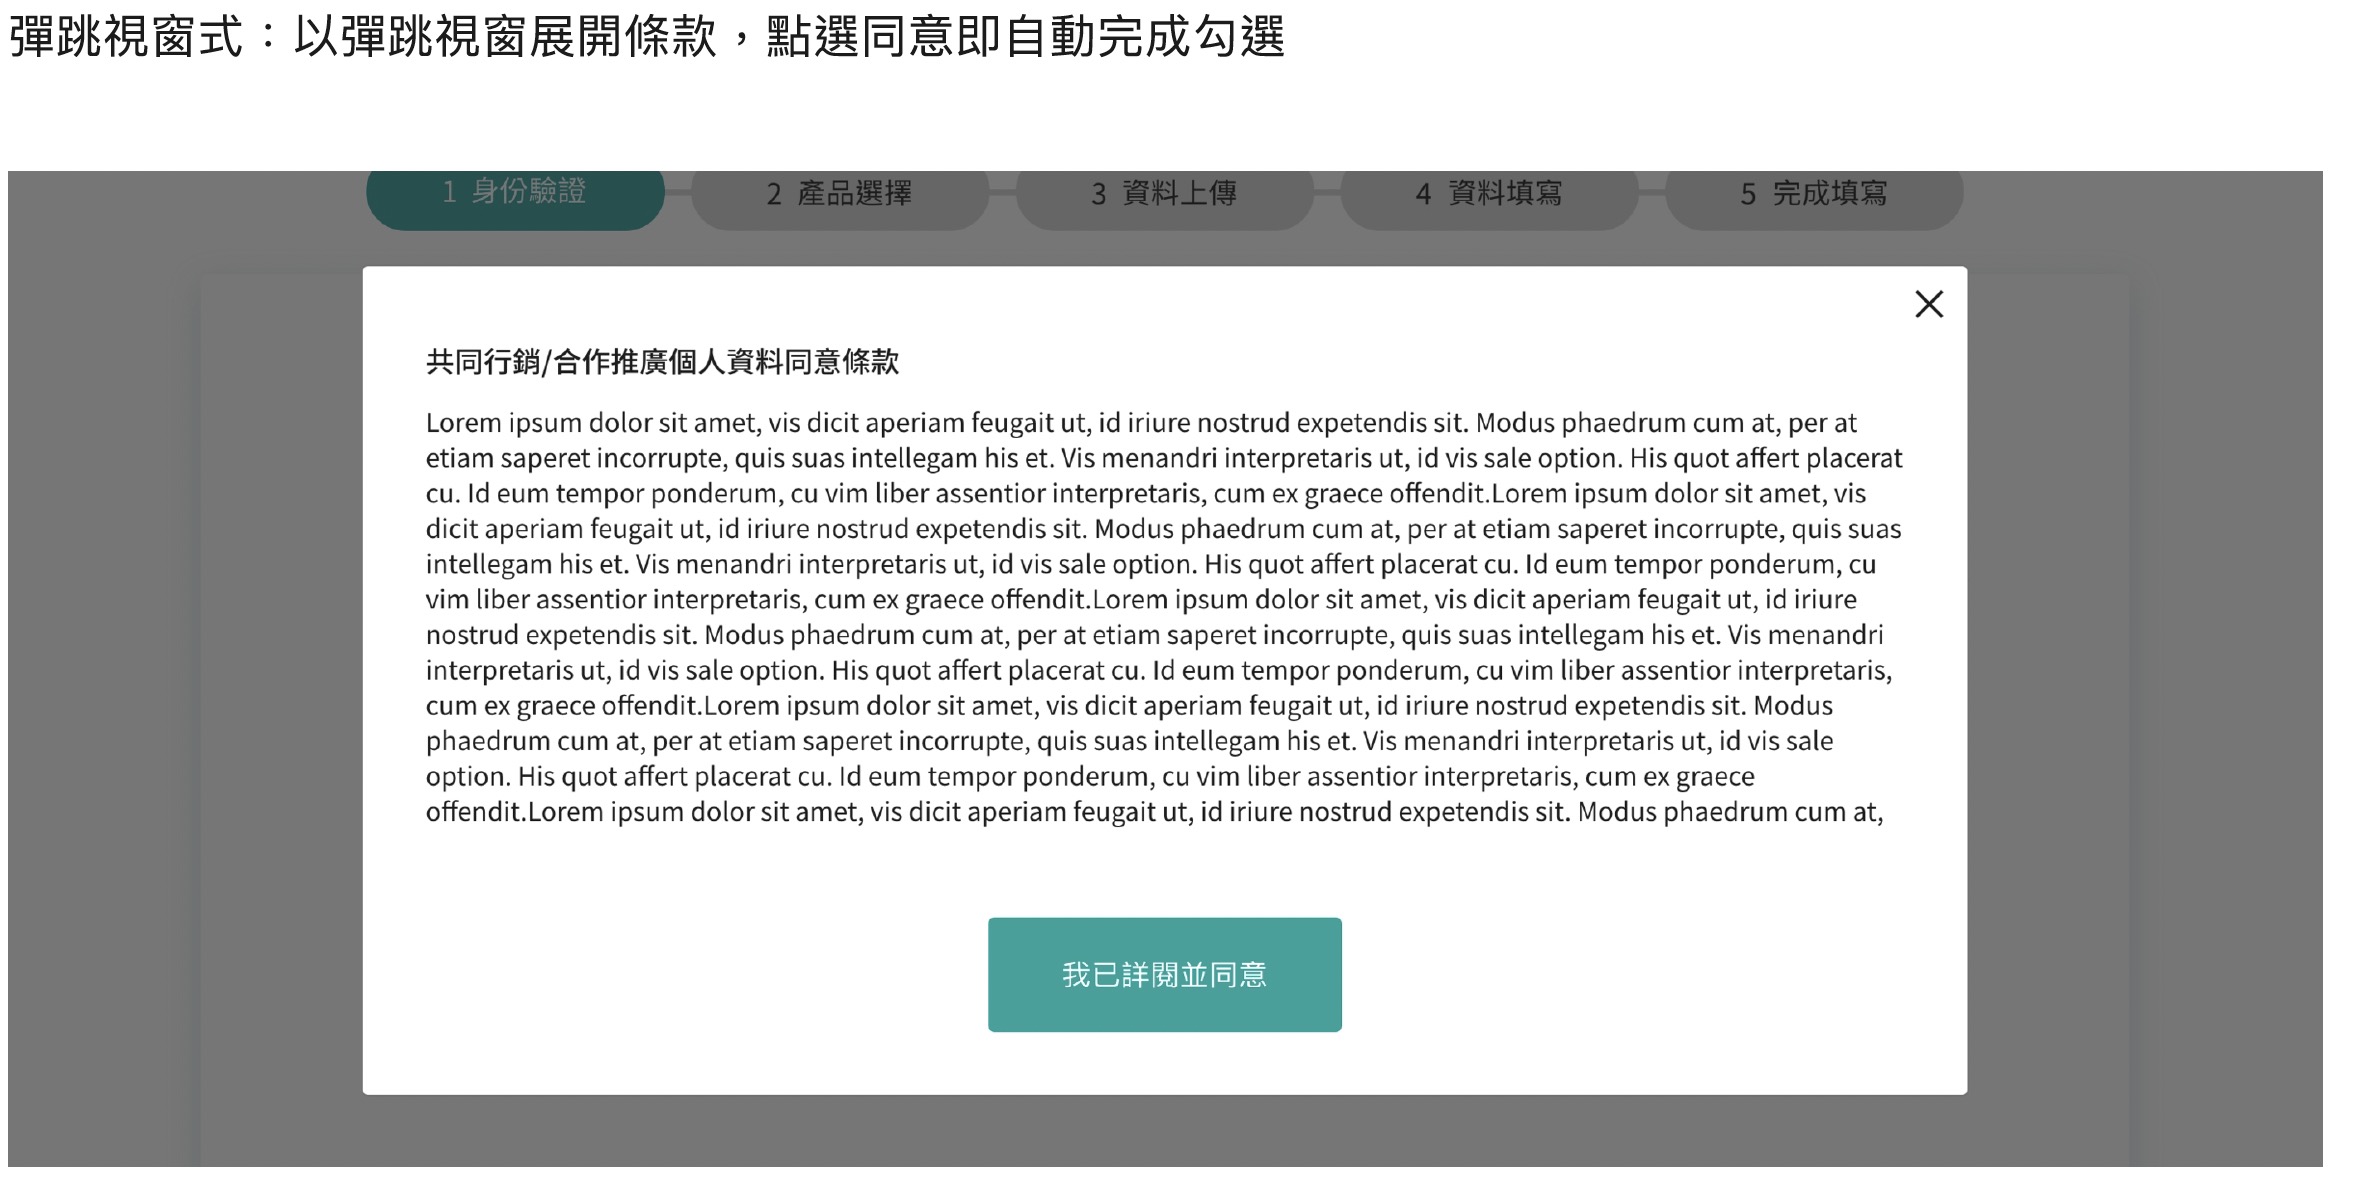 彈跳視窗式：以彈跳視窗展開條款，點選同意即自動完成勾選
1 身份驗證
2 產品選擇
3 資料上傳
4 資料填寫
5 完成填寫
共同行銷/合作推廣個人資料同意條款
Lorem ipsum dolor sit amet, vis dicit aperiam feugait ut, id iriure nostrud expetendis sit. Modus phaedrum cum at, per at
etiam saperet incorrupte, quis suas intellegam his et. Vis menandri interpretaris ut, id vis sale option. His quot affert placerat
cu. Id eum tempor ponderum, cu vim liber assentior interpretaris, cum ex graece offendit.Lorem ipsum dolor sit amet, vis
dicit aperiam feugait ut, id iriure nostrud expetendis sit. Modus phaedrum cum at, per at etiam saperet incorrupte, quis suas
intellegam his et. Vis menandri interpretaris ut, id vis sale option. His quot affert placerat cu. Id eum tempor ponderum, cu
vim liber assentior interpretaris, cum ex graece offendit.Lorem ipsum dolor sit amet, vis dicit aperiam feugait ut, id iriure
nostrud expetendis sit. Modus phaedrum cum at, per at etiam saperet incorrupte, quis suas intellegam his et. Vis menandri
interpretaris ut, id vis sale option. His quot affert placerat cu. Id eum tempor ponderum, cu vim liber assentior interpretaris,
cum ex graece offendit.Lorem ipsum dolor sit amet, vis dicit aperiam feugait ut, id iriure nostrud expetendis sit. Modus
phaedrum cum at, per at etiam saperet incorrupte, quis suas intellegam his et. Vis menandri interpretaris ut, id vis sale
option. His quot affert placerat cu. Id eum tempor ponderum, cu vim liber assentior interpretaris, cum ex graece
offendit.Lorem ipsum dolor sit amet, vis dicit aperiam feugait ut, id iriure nostrud expetendis sit. Modus phaedrum cum at,
我已詳閱並同意